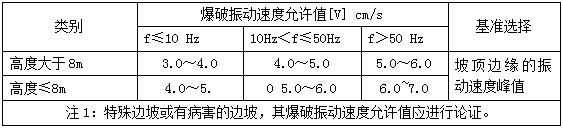 类别 爆破振动速度允许值[V] cm/s 基准选择
f≤10 Hz 10Hz<f≤50Hz f>50 Hz
高度大于8m 3.0~4.0 4.0~5.0 5.0~6.0 坡顶边缘的振动速度峰值
高度≤8m 4.0~5. 0 5.0~6.0 6.0~7.0
注1：特殊边坡或有病害的边坡，其爆破振动速度允许值应进行论证。